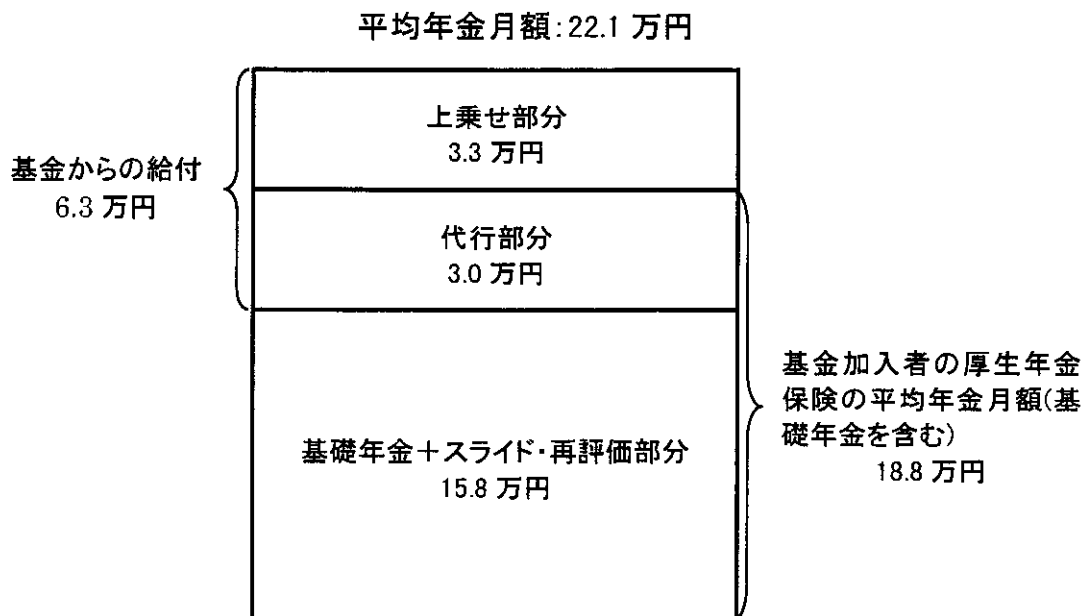 平均年金月額:22.1 万円
上乗せ部分
3.3 万円
基金からの給付
6.3 万円
代行部分
3.0 万円
基金加入者の厚生年金
保険の平均年金月額(基
礎年金を含む)
18.8 万円
基礎年金+スライド・再評価部分
15.8 万円